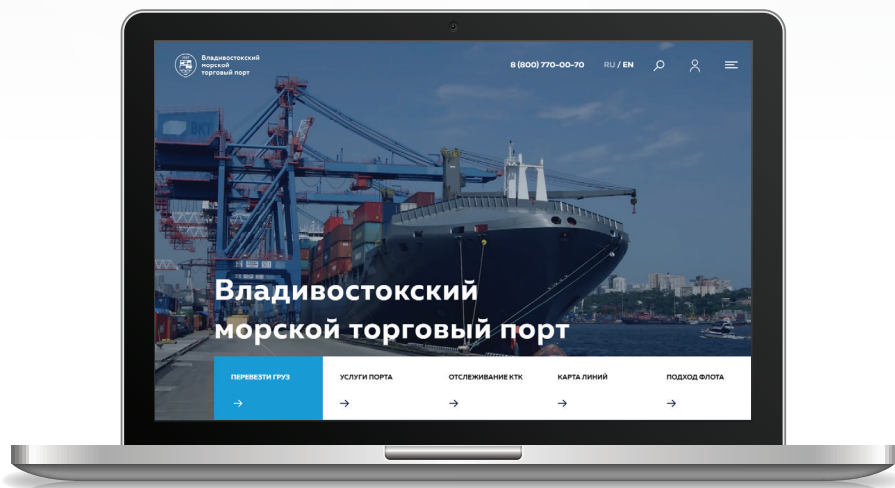 Владивостокский
морской
торговый порт
8 (800) 770-00-70
RU / EN
ВКТ
Владивостокский
морской торговый порт
ПЕРЕВЕЗТИ ГРУЗ
УСЛУГИ ПОРТА
ОТСЛЕЖИВАНИЕ КТК
КАРТА ЛИНИЙ
ПОДХОД ФЛОТА